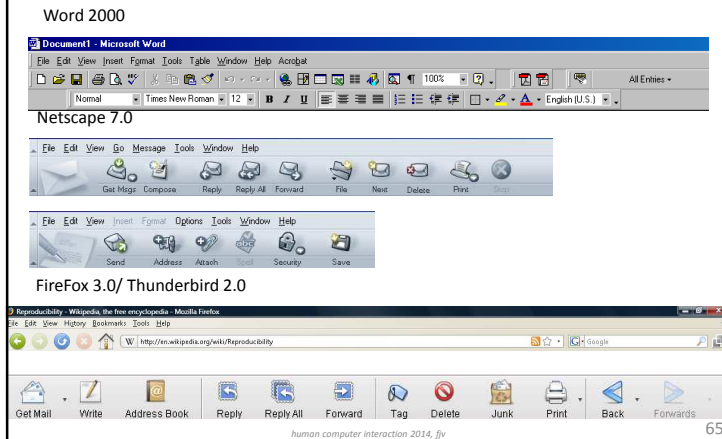 Word 2000
Document1 - Microsoft Word
File Edit View Insert Format Tools Table Window Help Acrobat
100% All Entries
Normal Times New Roman 12 B I U English (U.S.)
Netscape 7.0
File Edit View Go Message Tools Window Help
Get Msgs Compose Reply Reply All Forward File Next Delete Print Stop
File Edit View Insert Format Options Tools Window Help
Send Address Attach Spell Security Save
FireFox 3.0/ Thunderbird 2.0
Reproducibility - Wikipedia, the free encyclopedia - Mozilla Firefox
File Edit View History Bookmarks Tools Help
W http://en.wikipedia.org/wiki/Reproducibility G Google
Get Mail Write Address Book Reply Reply All Forward Tag Delete Junk Print Back Forwards
human computer interaction 2014, fjv
65